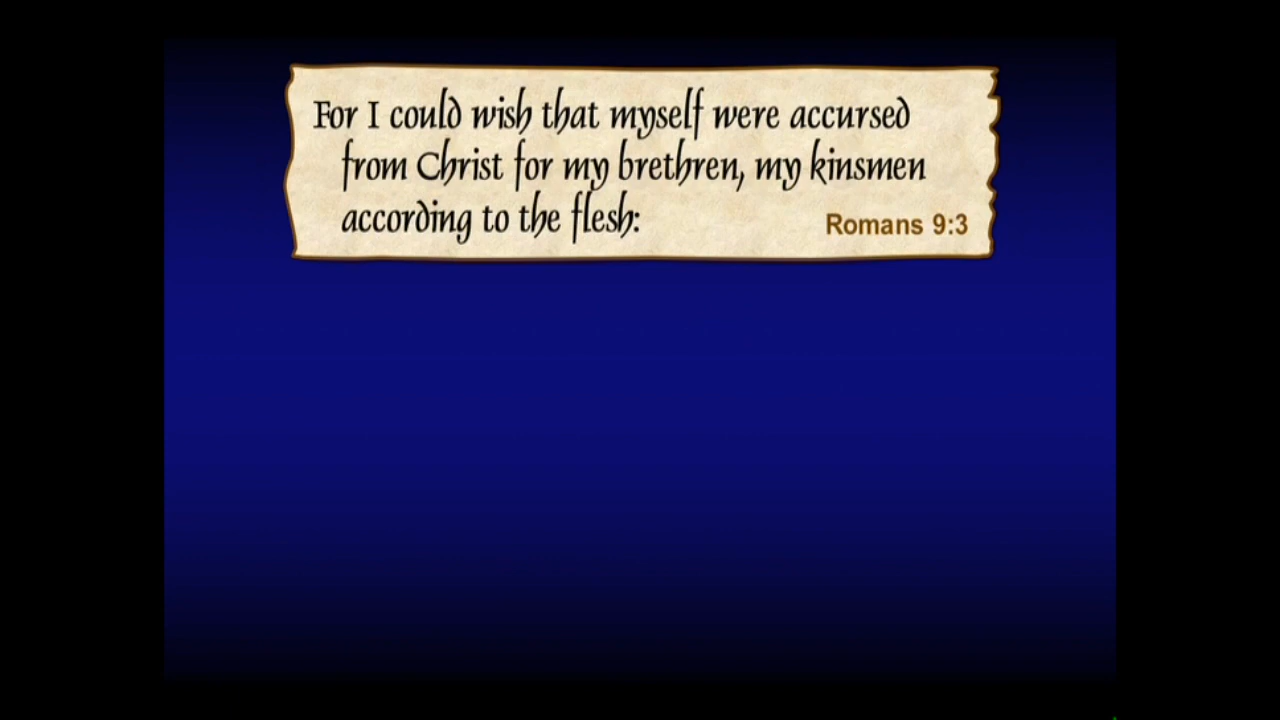 For I could wish that myself were accursed
from Christ for my brethren, my kinsmen
according to the flesh:
Romans 9:3